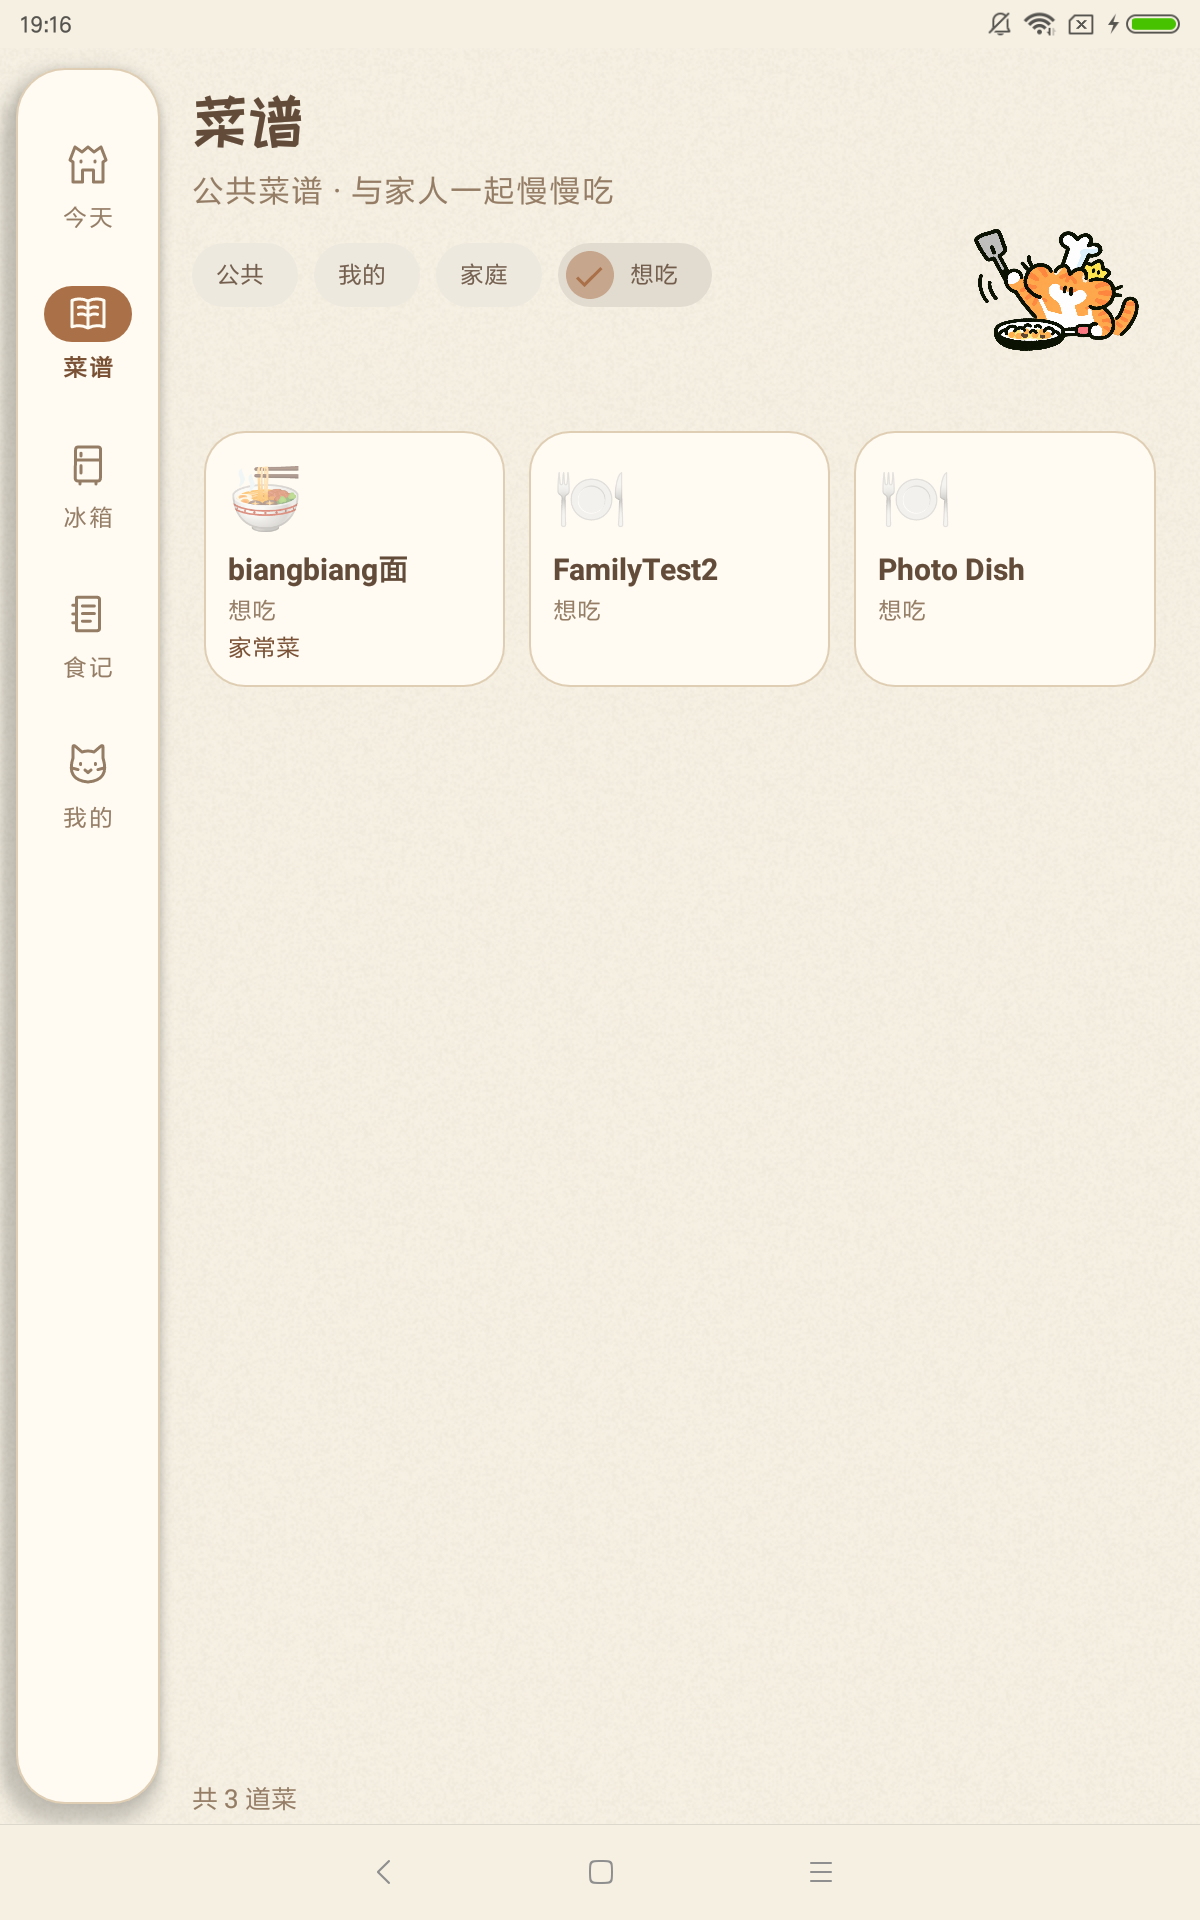 19:16
菜谱
公共菜谱 · 与家人一起慢慢吃
公共
我的
家庭
想吃
今天
菜谱
冰箱
食记
我的
biangbiang面
想吃
家常菜
FamilyTest2
想吃
Photo Dish
想吃
共 3 道菜